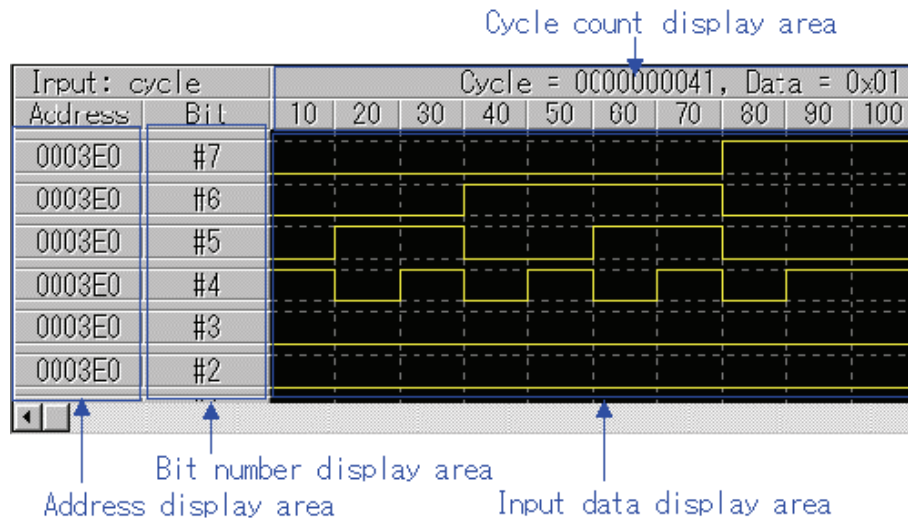 Cycle count display area
Input: cycle Cycle = 0000000041, Data = 0x01
Address Bit 10 20 30 40 50 60 70 80 90 100
0003E0 #7
0003E0 #6
0003E0 #5
0003E0 #4
0003E0 #3
0003E0 #2
Bit number display area
Address display area Input data display area